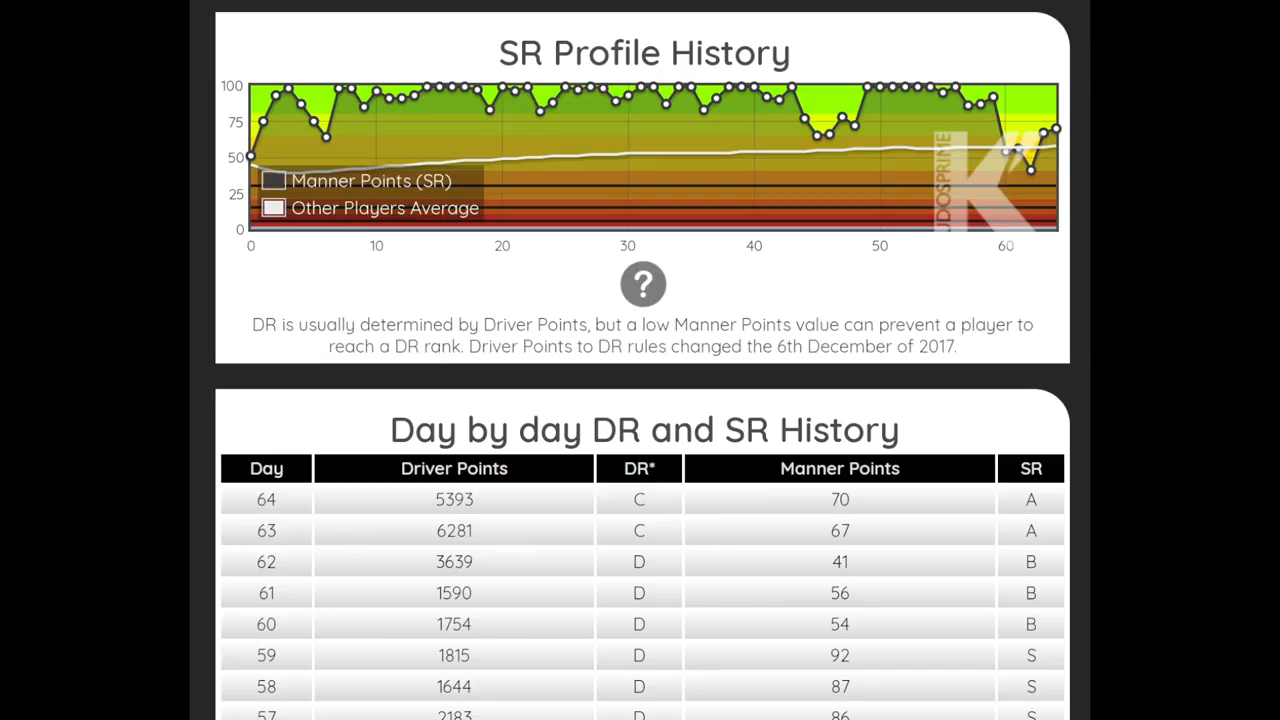 SR Profile History
100
75
50
25
0
Manner Points (SR)
Other Players Average
UDOSPRIME
K
0 10 20 30 40 50 60
?
DR is usually determined by Driver Points, but a low Manner Points value can prevent a player to
reach a DR rank. Driver Points to DR rules changed the 6th December of 2017.
Day by day DR and SR History
Day Driver Points DR* Manner Points SR
64 5393 C 70 A
63 6281 C 67 A
62 3639 D 41 B
61 1590 D 56 B
60 1754 D 54 B
59 1815 D 92 S
58 1644 D 87 S
57 2183 D 86 S